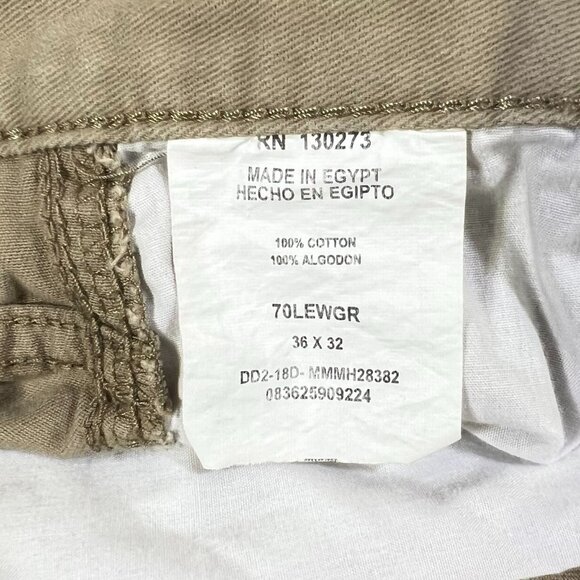 RN 130273
MADE IN EGYPT
HECHO EN EGIPTO
100% COTTON
100% ALGODON
70LEWGR
36 X 32
DD2-18D- MMMH28382
083625909224